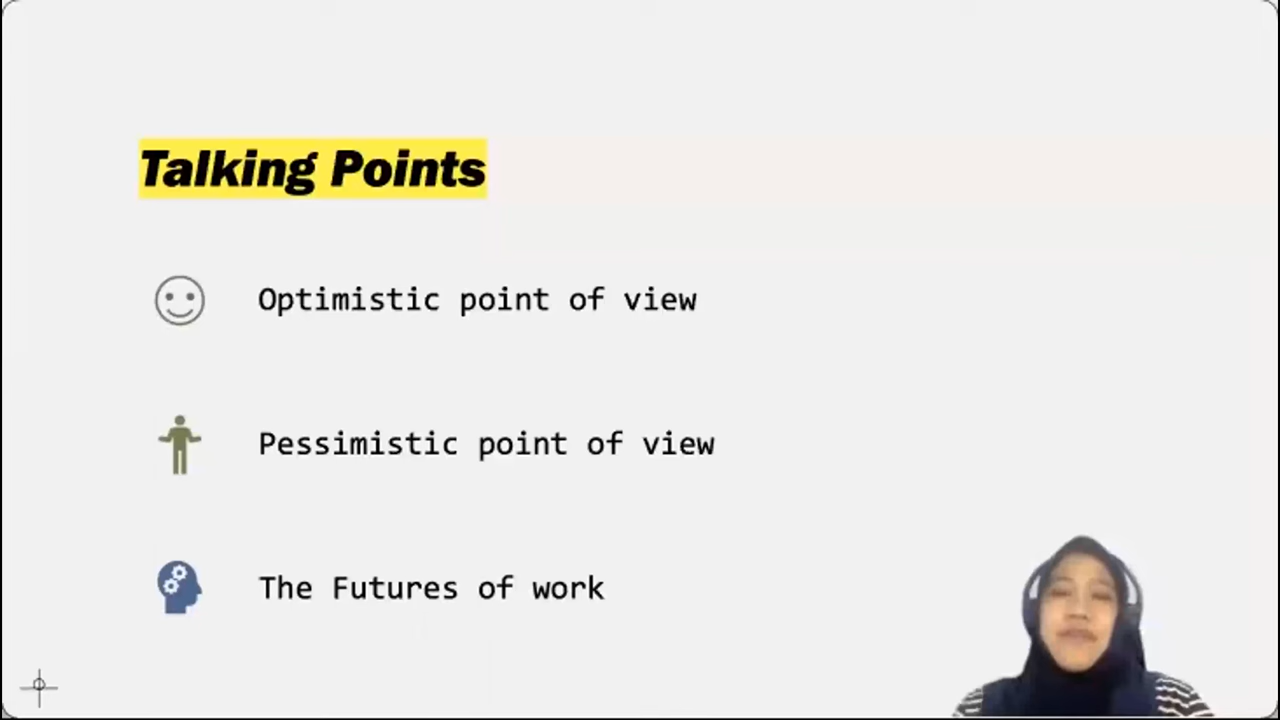 Talking Points
Optimistic point of view
Pessimistic point of view
The Futures of work